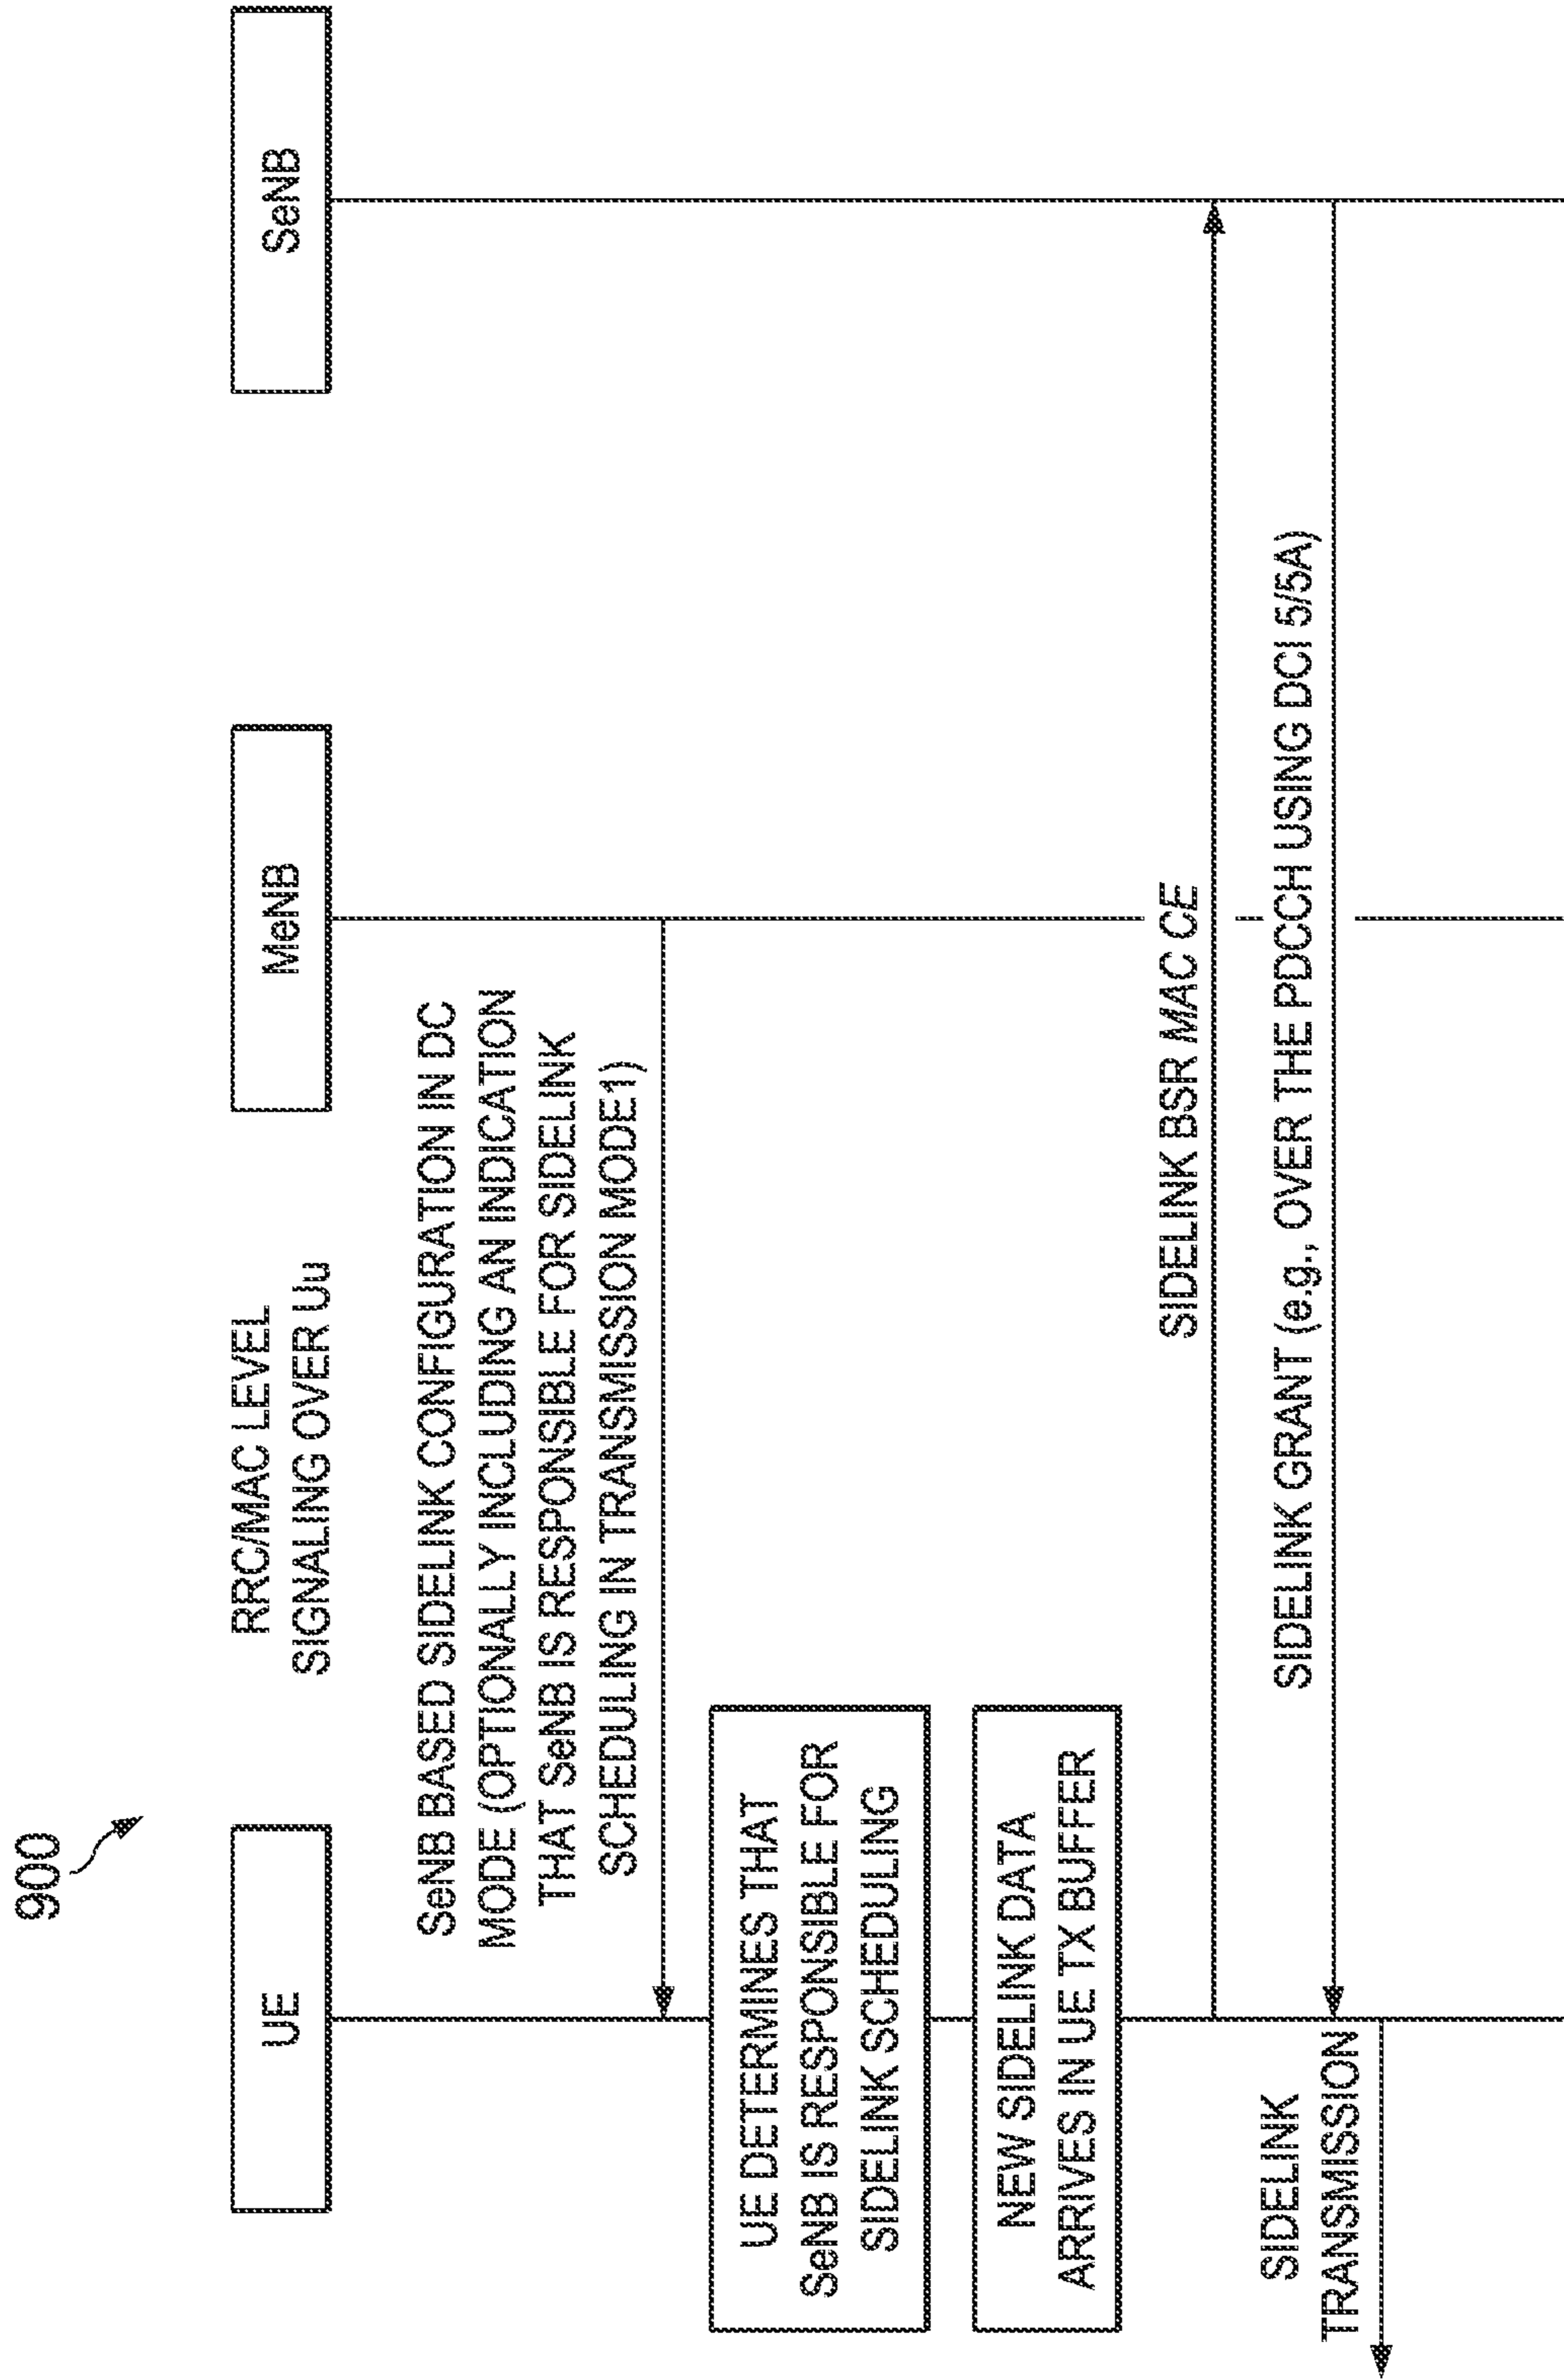 900
UE
RRC/MAC LEVEL
SIGNALING OVER Uu
MeNB
SeNB
SeNB BASED SIDELINK CONFIGURATION IN DC
MODE (OPTIONALLY INCLUDING AN INDICATION
THAT SeNB IS RESPONSIBLE FOR SIDELINK
SCHEDULING IN TRANSMISSION MODE1)
UE DETERMINES THAT
SeNB IS RESPONSIBLE FOR
SIDELINK SCHEDULING
NEW SIDELINK DATA
ARRIVES IN UE TX BUFFER
SIDELINK BSR MAC CE
SIDELINK GRANT (e.g., OVER THE PDCCH USING DCI 5/5A)
SIDELINK
TRANSMISSION